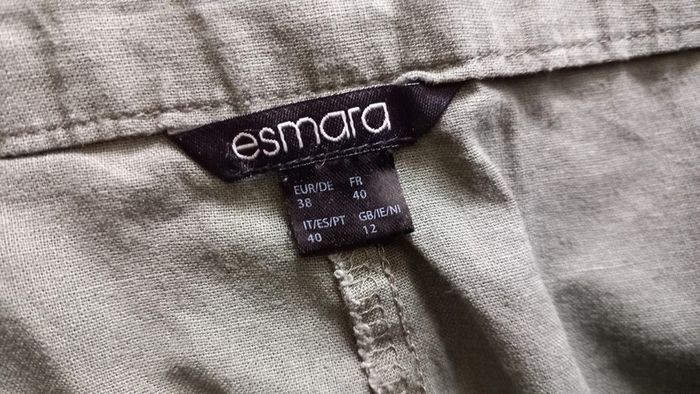 esmara
EUR/DE FR
38 40
IT/ES/PT GB/IE/NI
40 12